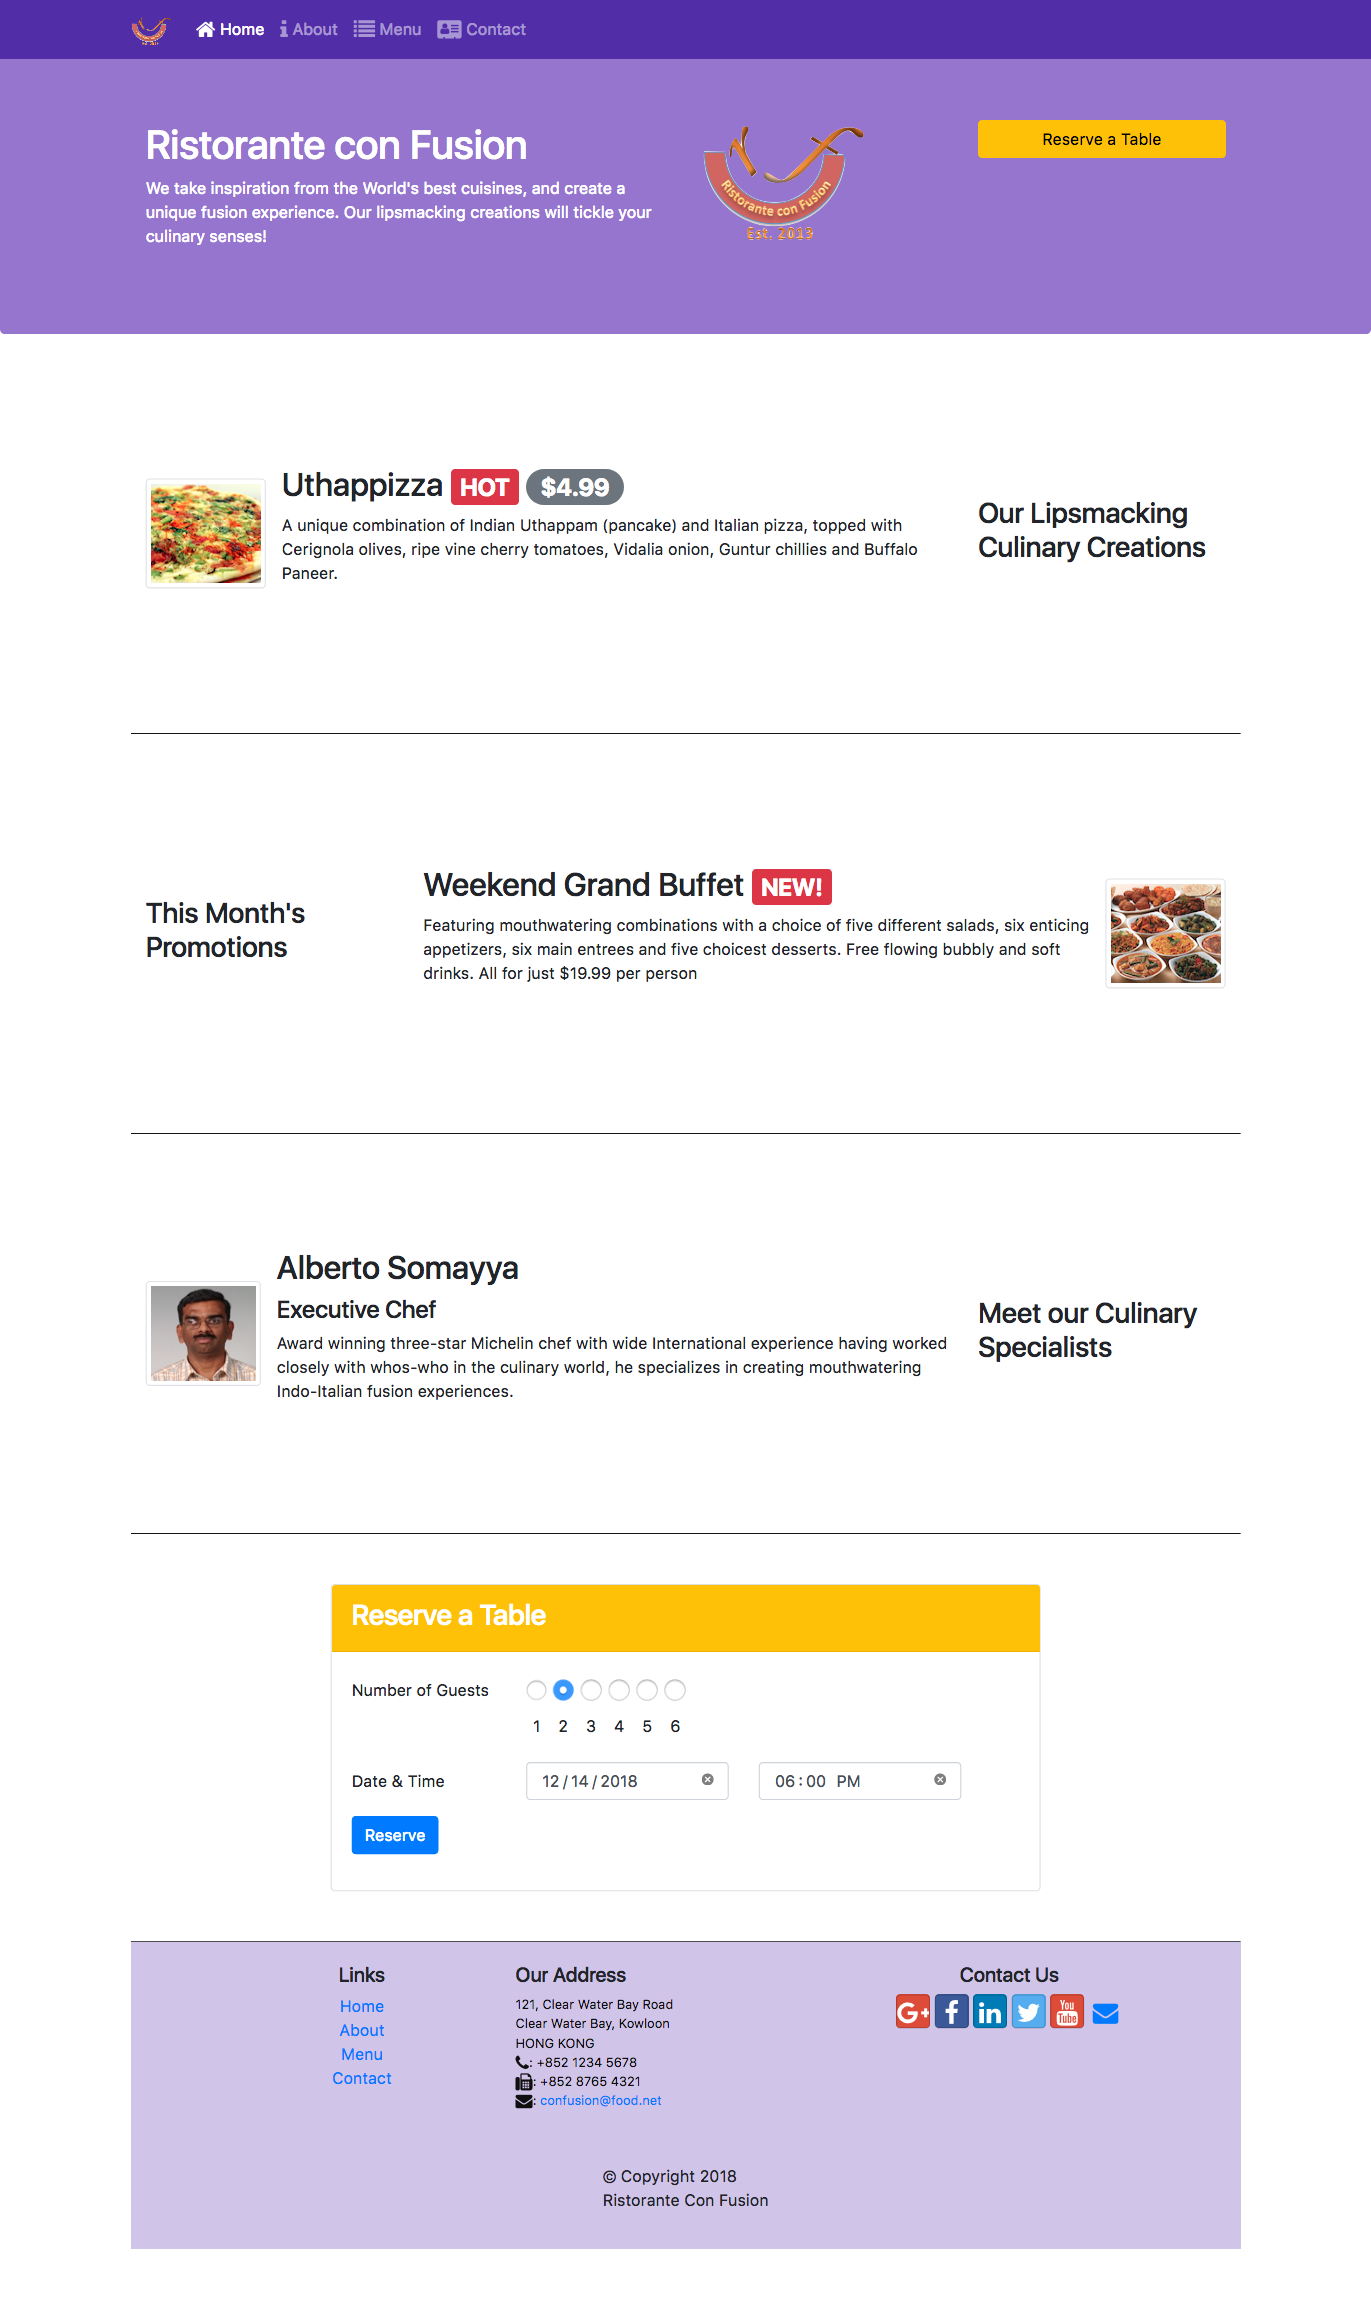 Home About Menu Contact
Ristorante con Fusion
We take inspiration from the World's best cuisines, and create a
unique fusion experience. Our lipsmacking creations will tickle your
culinary senses!
Ristorante con Fusion
Est. 2013
Reserve a Table
Uthappizza HOT $4.99
A unique combination of Indian Uthappam (pancake) and Italian pizza, topped with
Cerignola olives, ripe vine cherry tomatoes, Vidalia onion, Guntur chillies and Buffalo
Paneer.
Our Lipsmacking
Culinary Creations
This Month's
Promotions
Weekend Grand Buffet NEW!
Featuring mouthwatering combinations with a choice of five different salads, six enticing
appetizers, six main entrees and five choicest desserts. Free flowing bubbly and soft
drinks. All for just $19.99 per person
Alberto Somayya
Executive Chef
Award winning three-star Michelin chef with wide International experience having worked
closely with whos-who in the culinary world, he specializes in creating mouthwatering
Indo-Italian fusion experiences.
Meet our Culinary
Specialists
Reserve a Table
Number of Guests
1 2 3 4 5 6
Date & Time 12/14/2018 06:00 PM
Reserve
Links
Home
About
Menu
Contact
Our Address
121, Clear Water Bay Road
Clear Water Bay, Kowloon
HONG KONG
: +852 1234 5678
: +852 8765 4321
: confusion@food.net
Contact Us
G+ f in You Tube
© Copyright 2018
Ristorante Con Fusion